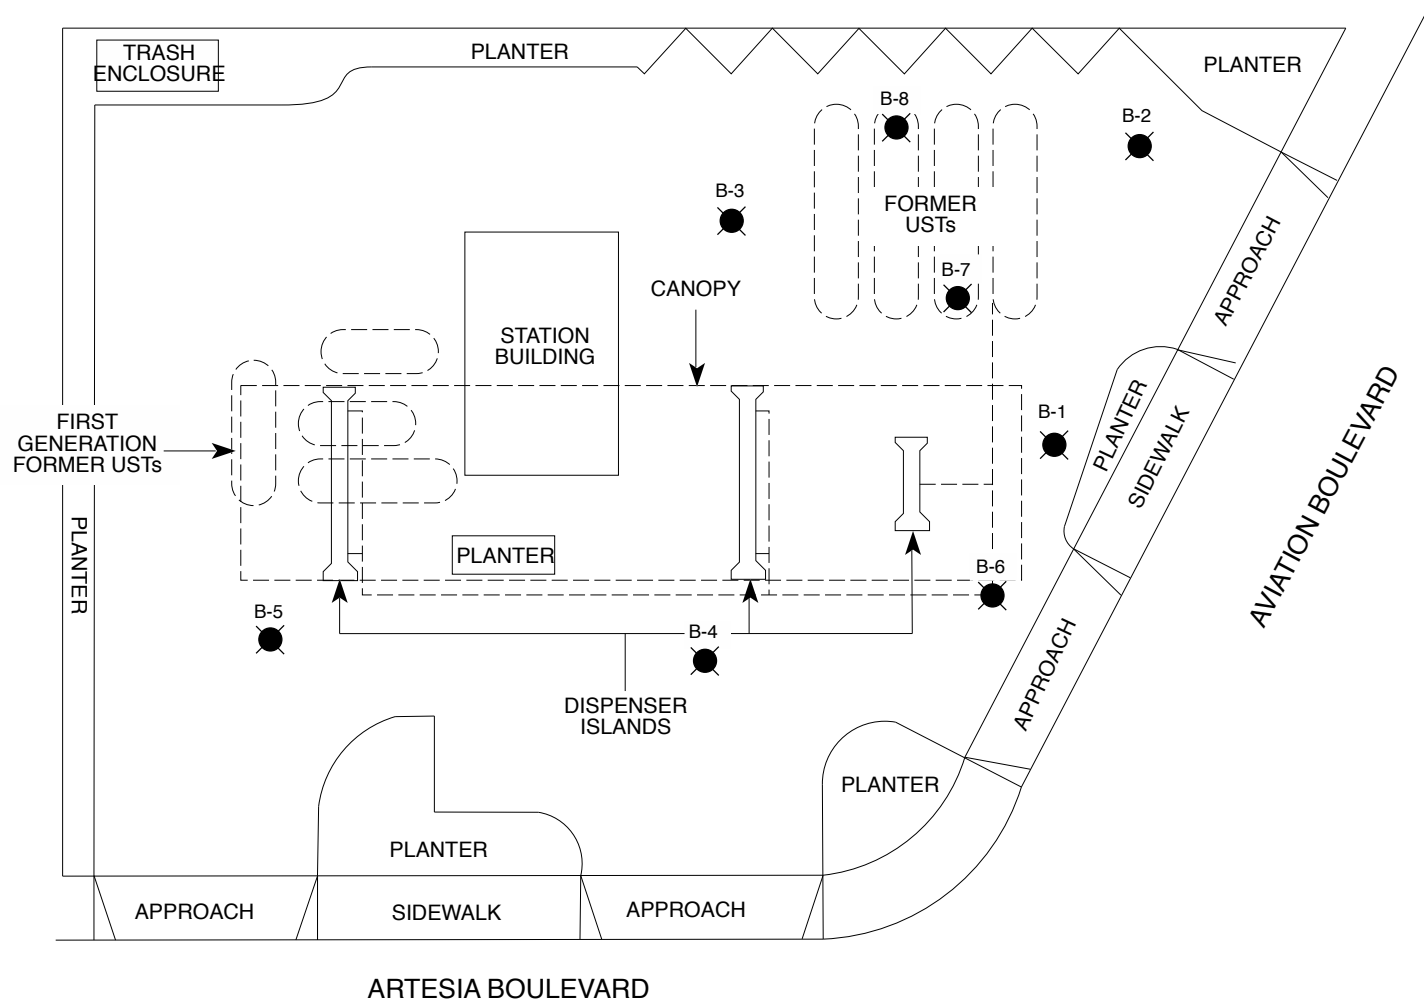 TRASH
ENCLOSURE
PLANTER
PLANTER
B-8
B-2
B-3
FORMER
USTs
APPROACH
B-7
CANOPY
STATION
BUILDING
FIRST
GENERATION
FORMER USTs
B-1
PLANTER
SIDEWALK
AVIATION BOULEVARD
PLANTER
PLANTER
B-6
B-5
B-4
APPROACH
DISPENSER
ISLANDS
PLANTER
PLANTER
APPROACH
SIDEWALK
APPROACH
ARTESIA BOULEVARD